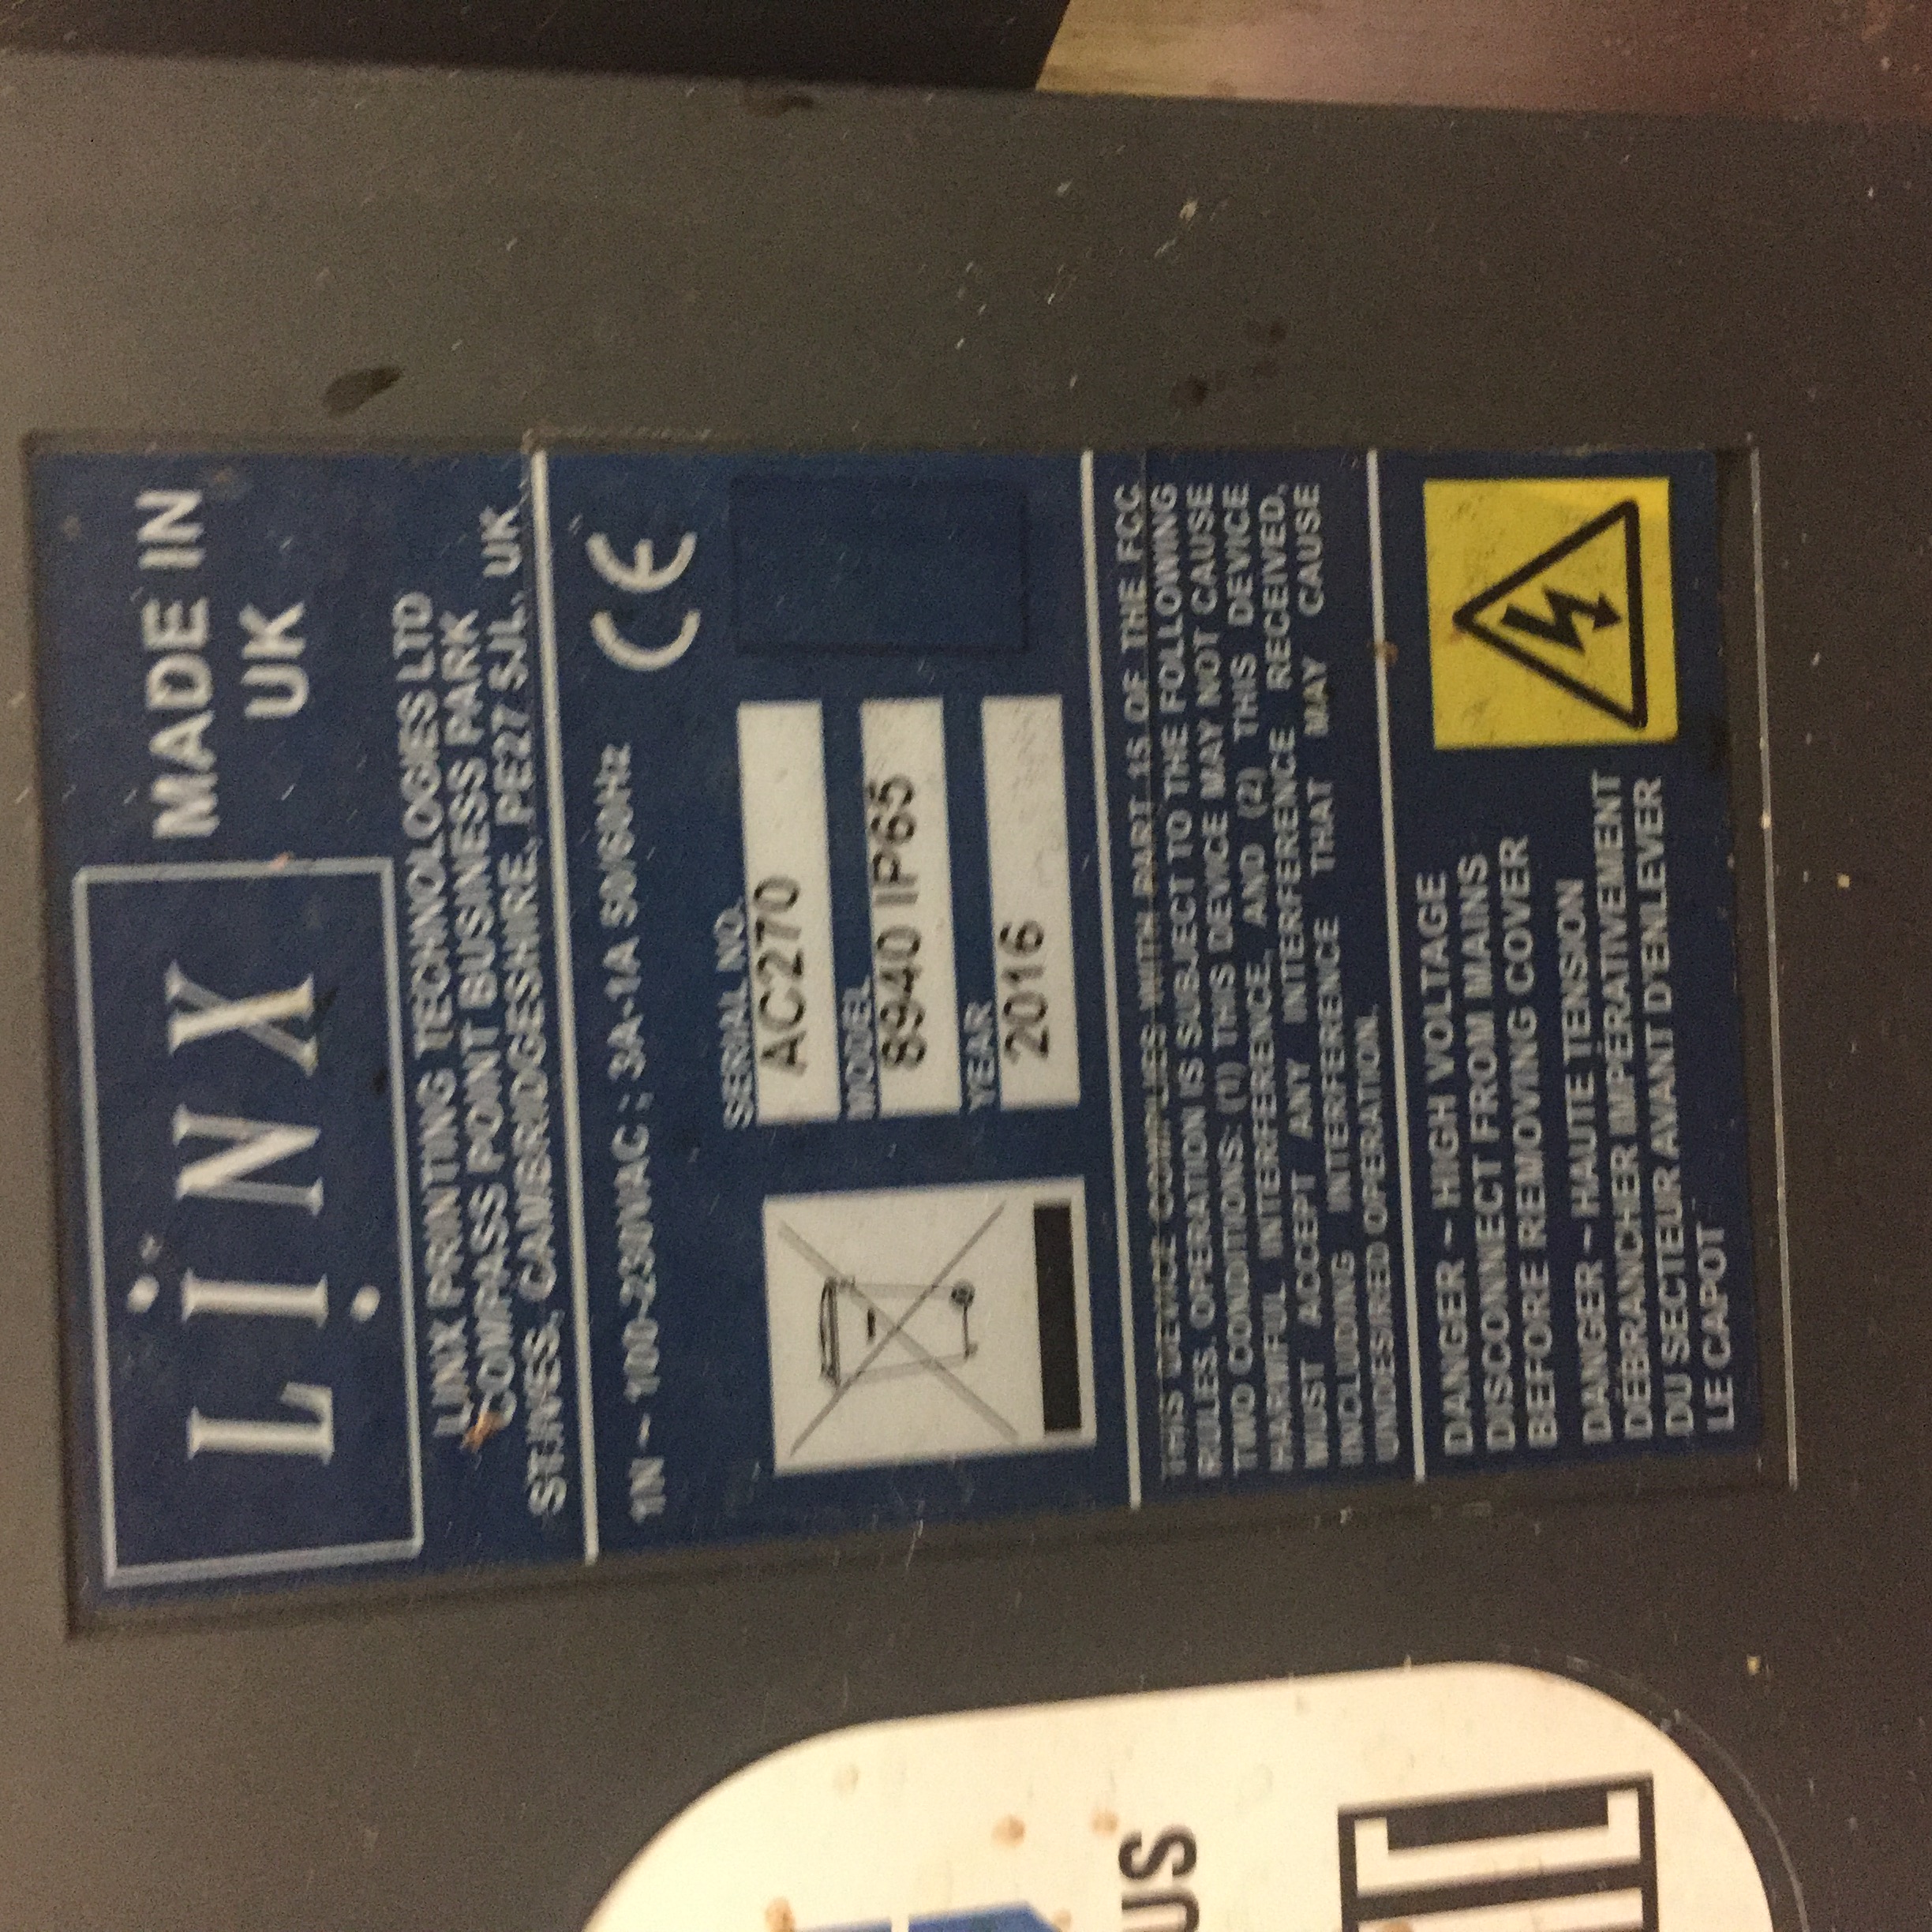 LINX
MADE IN
UK
LINX PRINTING TECHNOLOGIES LTD
COMPASS POINT BUSINESS PARK
ST.IVES, CAMBRIDGESHIRE, PE27 5JL, UK.
1N ~ 100-230VAC ; 3A-1A 50/60Hz
CE
SERIAL NO.
AC270
MODEL
8940 IP65
YEAR
2016
THIS DEVICE COMPLIES WITH PART 15 OF THE FCC
RULES. OPERATION IS SUBJECT TO THE FOLLOWING
TWO CONDITIONS: (1) THIS DEVICE MAY NOT CAUSE
HARMFUL INTERFERENCE, AND (2) THIS DEVICE
MUST ACCEPT ANY INTERFERENCE RECEIVED,
INCLUDING INTERFERENCE THAT MAY CAUSE
UNDESIRED OPERATION.
DANGER ~ HIGH VOLTAGE
DISCONNECT FROM MAINS
BEFORE REMOVING COVER
DANGER ~ HAUTE TENSION
DÉBRANCHER IMPÉRATIVEMENT
DU SECTEUR AVANT D'ENLEVER
LE CAPOT
US